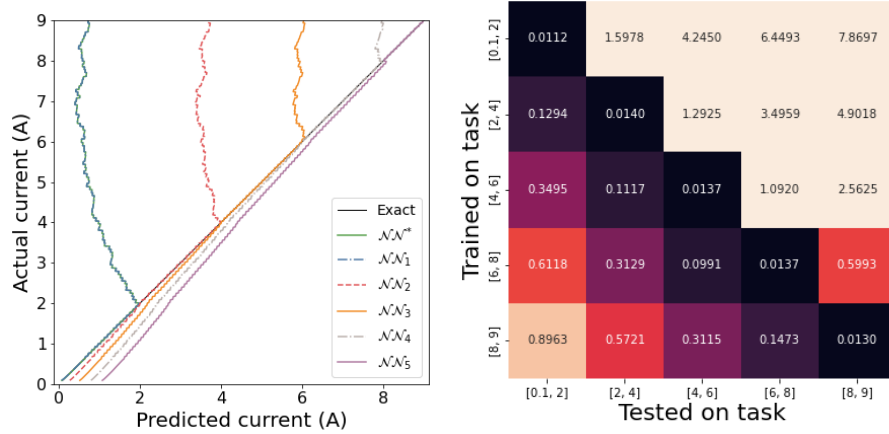 9
8
7
6
5
4
3
2
1
0
Actual current (A)
0
2
4
6
8
Predicted current (A)
Exact
𝒩𝒩*
𝒩𝒩₁
𝒩𝒩₂
𝒩𝒩₃
𝒩𝒩₄
𝒩𝒩₅
Trained on task
[0.1, 2]
[2, 4]
[4, 6]
[6, 8]
[8, 9]
0.0112 1.5978 4.2450 6.4493 7.8697
0.1294 0.0140 1.2925 3.4959 4.9018
0.3495 0.1117 0.0137 1.0920 2.5625
0.6118 0.3129 0.0991 0.0137 0.5993
0.8963 0.5721 0.3115 0.1473 0.0130
[0.1, 2] [2, 4] [4, 6] [6, 8] [8, 9]
Tested on task